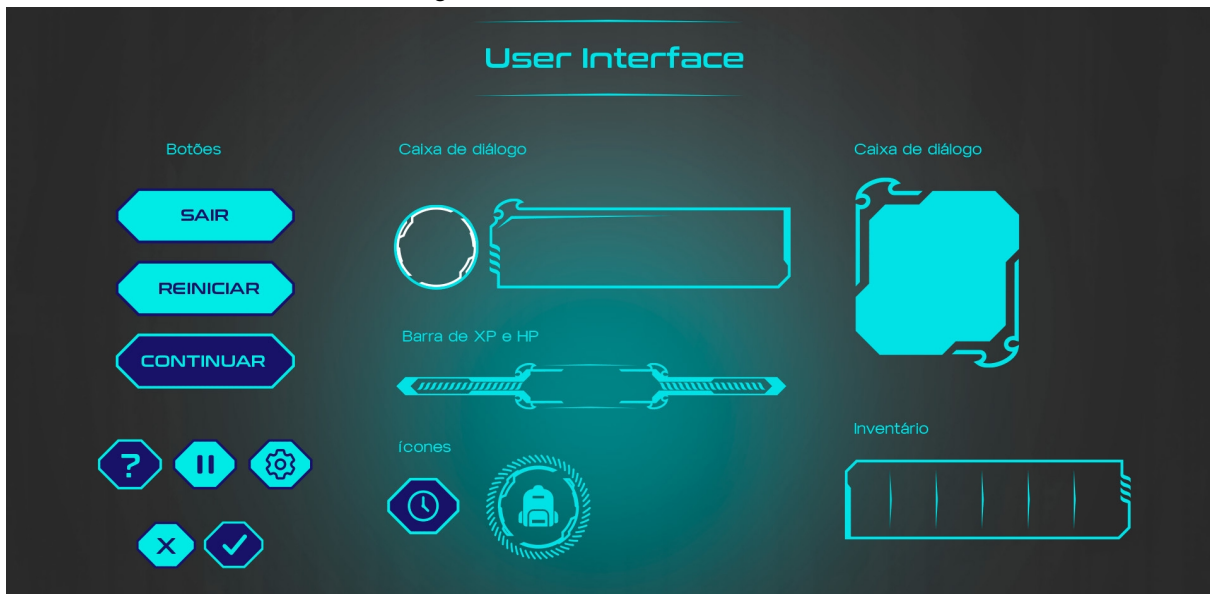 User Interface
Botões
SAIR
REINICIAR
CONTINUAR
?
Caixa de diálogo
Barra de XP e HP
ícones
Caixa de diálogo
Inventário